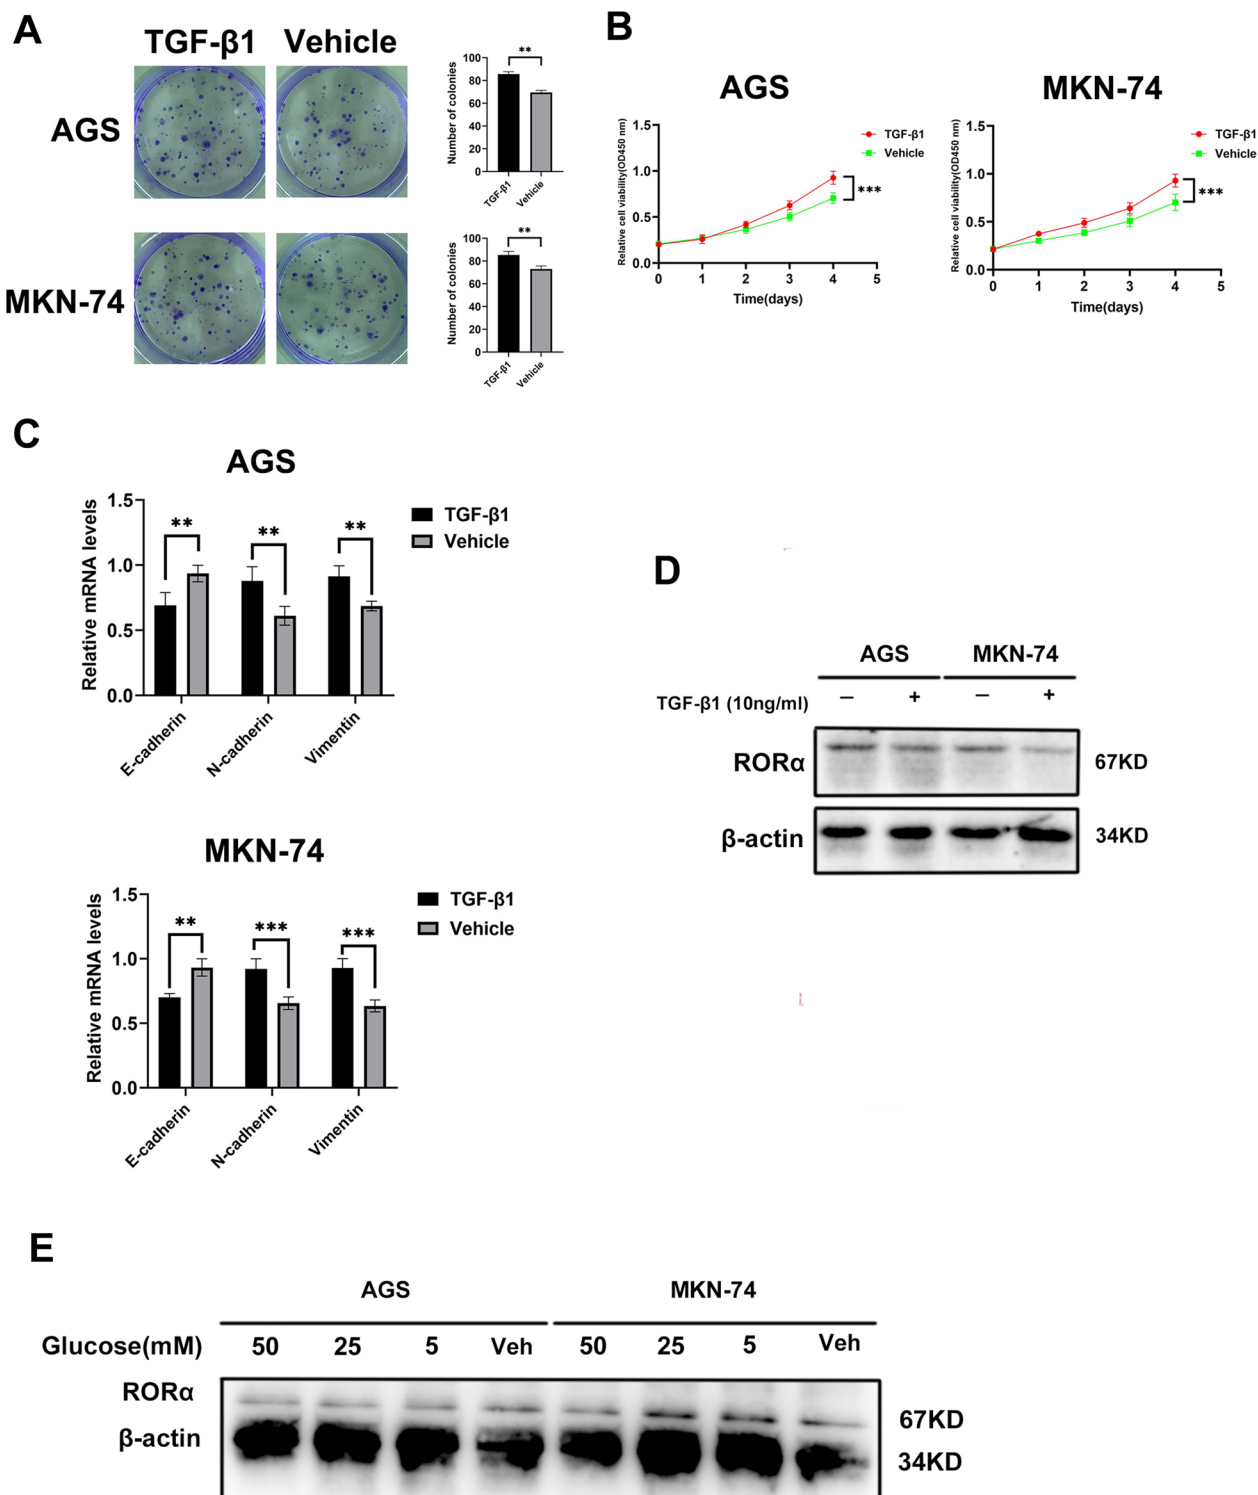 A
TGF-β1 Vehicle
AGS
MKN-74
**
Number of colonies
100
80
60
40
20
0
TGF-β1
Vehicle
**
Number of colonies
100
80
60
40
20
0
TGF-β1
Vehicle
B
AGS
Relative cell viability(OD450 nm)
1.5
1.0
0.5
0.0
0 1 2 3 4 5
Time(days)
TGF-β1
Vehicle
***
MKN-74
Relative cell viability(OD450 nm)
1.5
1.0
0.5
0.0
0 1 2 3 4 5
Time(days)
TGF-β1
Vehicle
***
C
AGS
Relative mRNA levels
1.5
1.0
0.5
0.0
** ** **
E-cadherin
N-cadherin
Vimentin
TGF-β1
Vehicle
MKN-74
Relative mRNA levels
1.5
1.0
0.5
0.0
** *** ***
E-cadherin
N-cadherin
Vimentin
TGF-β1
Vehicle
D
AGS MKN-74
TGF-β1 (10ng/ml) – + – +
RORα 67KD
β-actin 34KD
E
AGS MKN-74
Glucose(mM) 50 25 5 Veh 50 25 5 Veh
RORα
67KD
β-actin
34KD